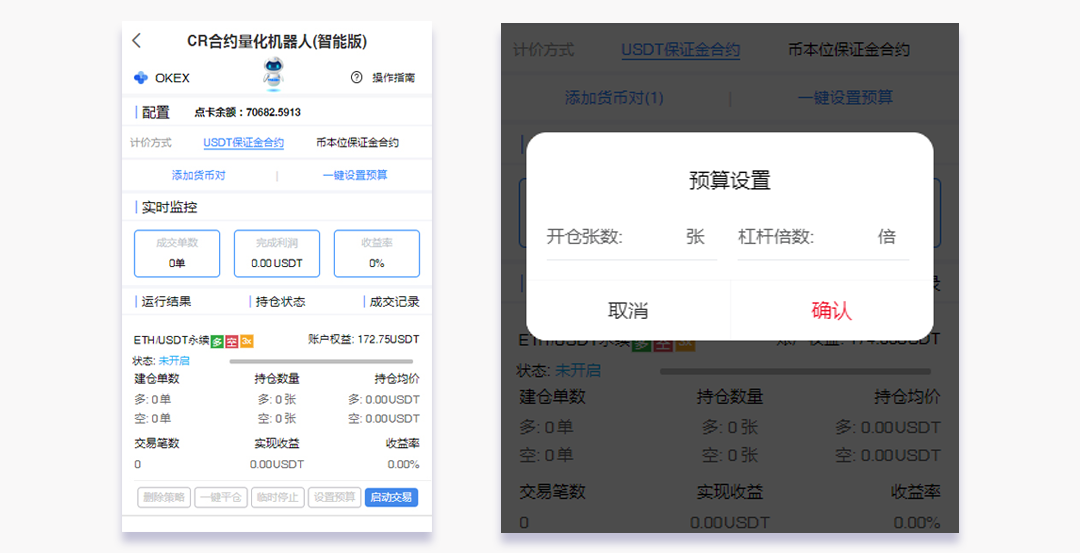 CR合约量化机器人(智能版)
OKEX
操作指南
配置 点卡余额：70682.5913
计价方式 USDT保证金合约 币本位保证金合约
添加货币对 | 一键设置预算
实时监控
成交单数 完成利润 收益率
0单 0.00 USDT 0%
运行结果 持仓状态 成交记录
ETH/USDT永续 多 空 3x 账户权益: 172.75USDT
状态: 未开启
建仓单数 持仓数量 持仓均价
多: 0 单 多: 0 张 多: 0.00USDT
空: 0 单 空: 0 张 空: 0.00USDT
交易笔数 实现收益 收益率
0 0.00USDT 0.00%
删除策略 一键平仓 临时停止 设置预算 启动交易
计价方式 USDT保证金合约 币本位保证金合约
添加货币对(1) | 一键设置预算
预算设置
开仓张数: 张 杠杆倍数: 倍
取消 确认
录
ETH/USDT永续 多 空 3x
状态: 未开启
建仓单数 持仓数量 持仓均价
多: 0 单 多: 0 张 多: 0.00USDT
空: 0 单 空: 0 张 空: 0.00USDT
交易笔数 实现收益 收益率
0 0.00USDT 0.00%